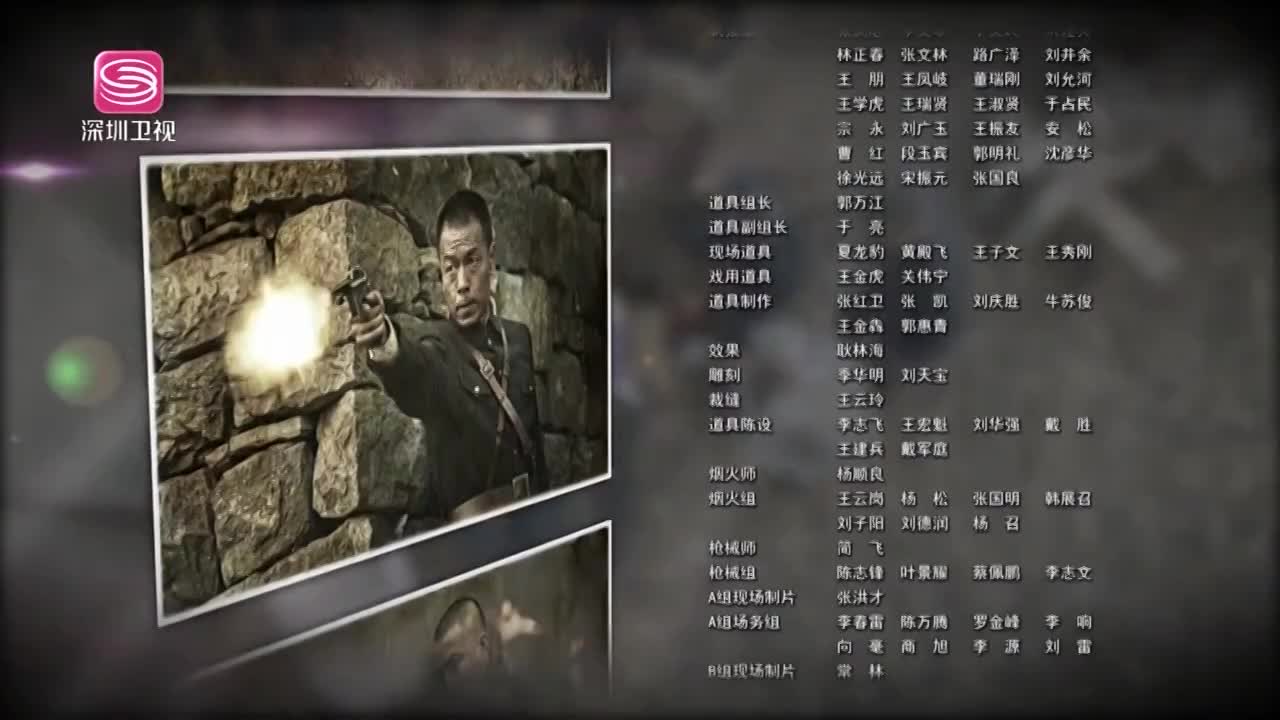 深圳卫视
林正春 张文林 路广泽 刘井余
王 朋 王凤岐 董瑞刚 刘允河
王学虎 王瑞贤 王淑贤 于占民
宗 永 刘广玉 王振友 安 松
曹 红 段玉宾 郭明礼 沈彦华
徐光远 宋振元 张国良
道具组长 郭万江
道具副组长 于 亮
现场道具 夏龙豹 黄殿飞 王子文 王秀刚
戏用道具 王金虎 关伟宁
道具制作 张红卫 张 凯 刘庆胜 牛苏俊
王金犇 郭惠青
效果 耿林海
雕刻 季华明 刘天宝
裁缝 王云玲
道具陈设 李志飞 王宏魁 刘华强 戴 胜
王建兵 戴军庭
烟火师 杨顺良
烟火组 王云岗 杨 松 张国明 韩展召
刘子阳 刘德润 杨 召
枪械师 简 飞
枪械组 陈志锋 叶景耀 蔡佩鹏 李志文
A组现场制片 张洪才
A组场务组 李春雷 陈万腾 罗金峰 李 响
向 毫 商 旭 李 源 刘 雷
B组现场制片 常 林